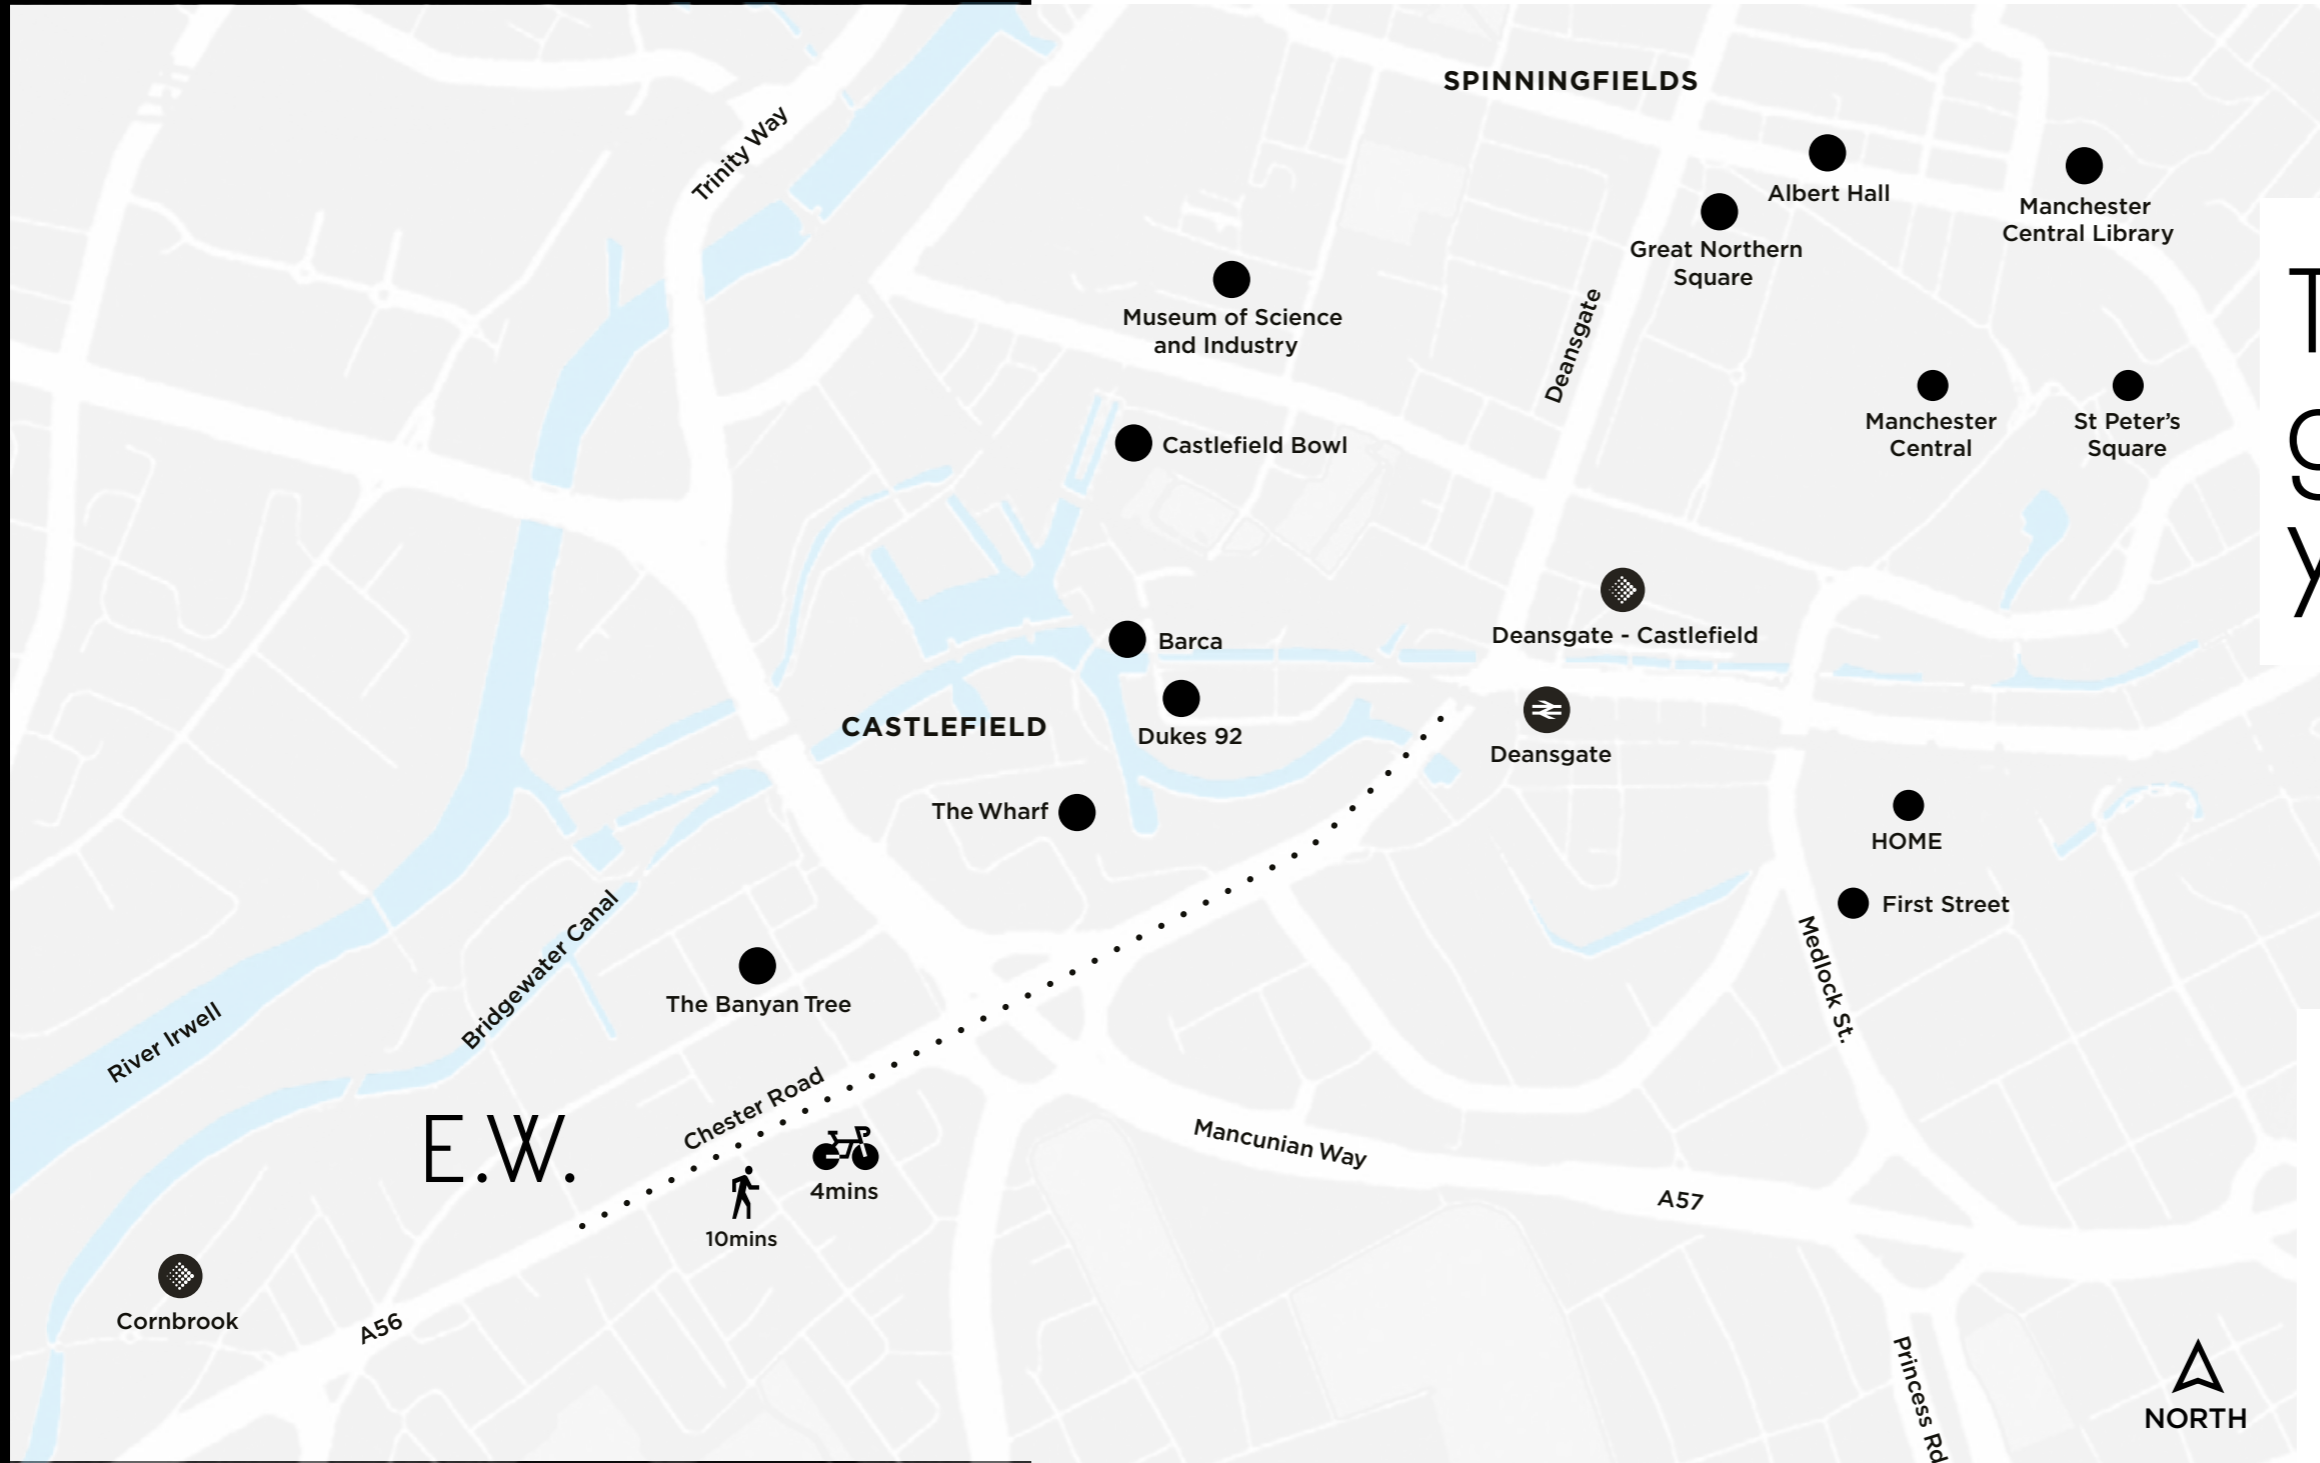 SPINNINGFIELDS
Trinity Way
Albert Hall
Manchester
Central Library
Great Northern
Square
Museum of Science
and Industry
Deansgate
Manchester
Central
St Peter’s
Square
Castlefield Bowl
Deansgate - Castlefield
Barca
Dukes 92
CASTLEFIELD
Deansgate
The Wharf
HOME
First Street
Medlock St.
Bridgewater Canal
The Banyan Tree
River Irwell
Chester Road
E.W.
Mancunian Way
4mins
10mins
A57
Cornbrook
A56
Princess Rd
NORTH